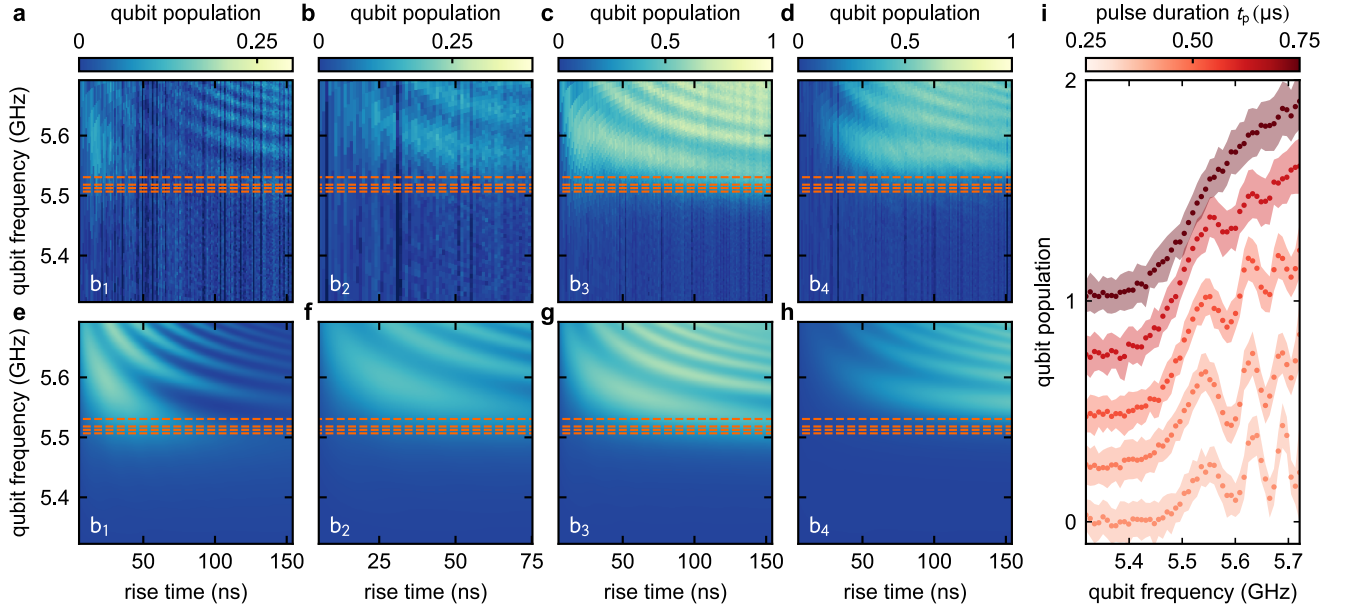 a qubit population b qubit population c qubit population d qubit population i pulse duration tₚ (μs)
0 0.25 0 0.25 0 0.5 1 0 0.5 1 0.25 0.50 0.75
qubit frequency (GHz)
5.6
5.5
5.4
b₁ b₂ b₃ b₄
e f g h
qubit frequency (GHz)
5.6
5.5
5.4
b₁ b₂ b₃ b₄
50 100 150 25 50 75 50 100 150 50 100 150
rise time (ns) rise time (ns) rise time (ns) rise time (ns)
qubit population
2
1
0
5.4 5.5 5.6 5.7
qubit frequency (GHz)